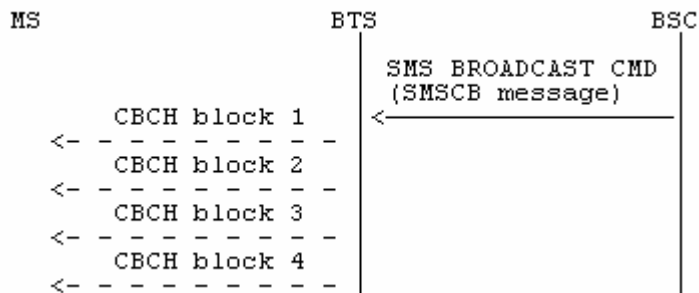 MS BTS BSC
SMS BROADCAST CMD
(SMSCB message)
CBCH block 1
CBCH block 2
CBCH block 3
CBCH block 4